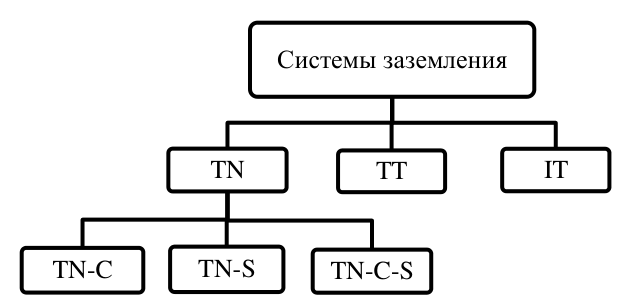 Системы заземления
TN
TT
IT
TN-C
TN-S
TN-C-S